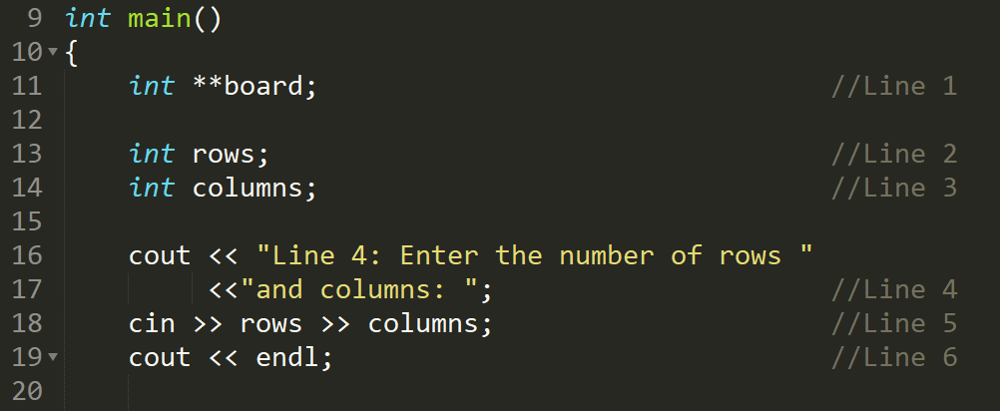 9 int main()
10 {
11 int **board; //Line 1
12
13 int rows; //Line 2
14 int columns; //Line 3
15
16 cout << "Line 4: Enter the number of rows "
17 <<"and columns: "; //Line 4
18 cin >> rows >> columns; //Line 5
19 cout << endl; //Line 6
20